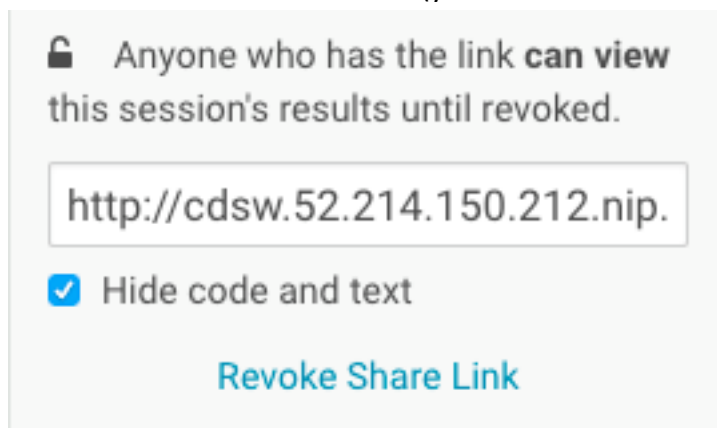 Anyone who has the link can view
this session's results until revoked.
http://cdsw.52.214.150.212.nip.
Hide code and text
Revoke Share Link